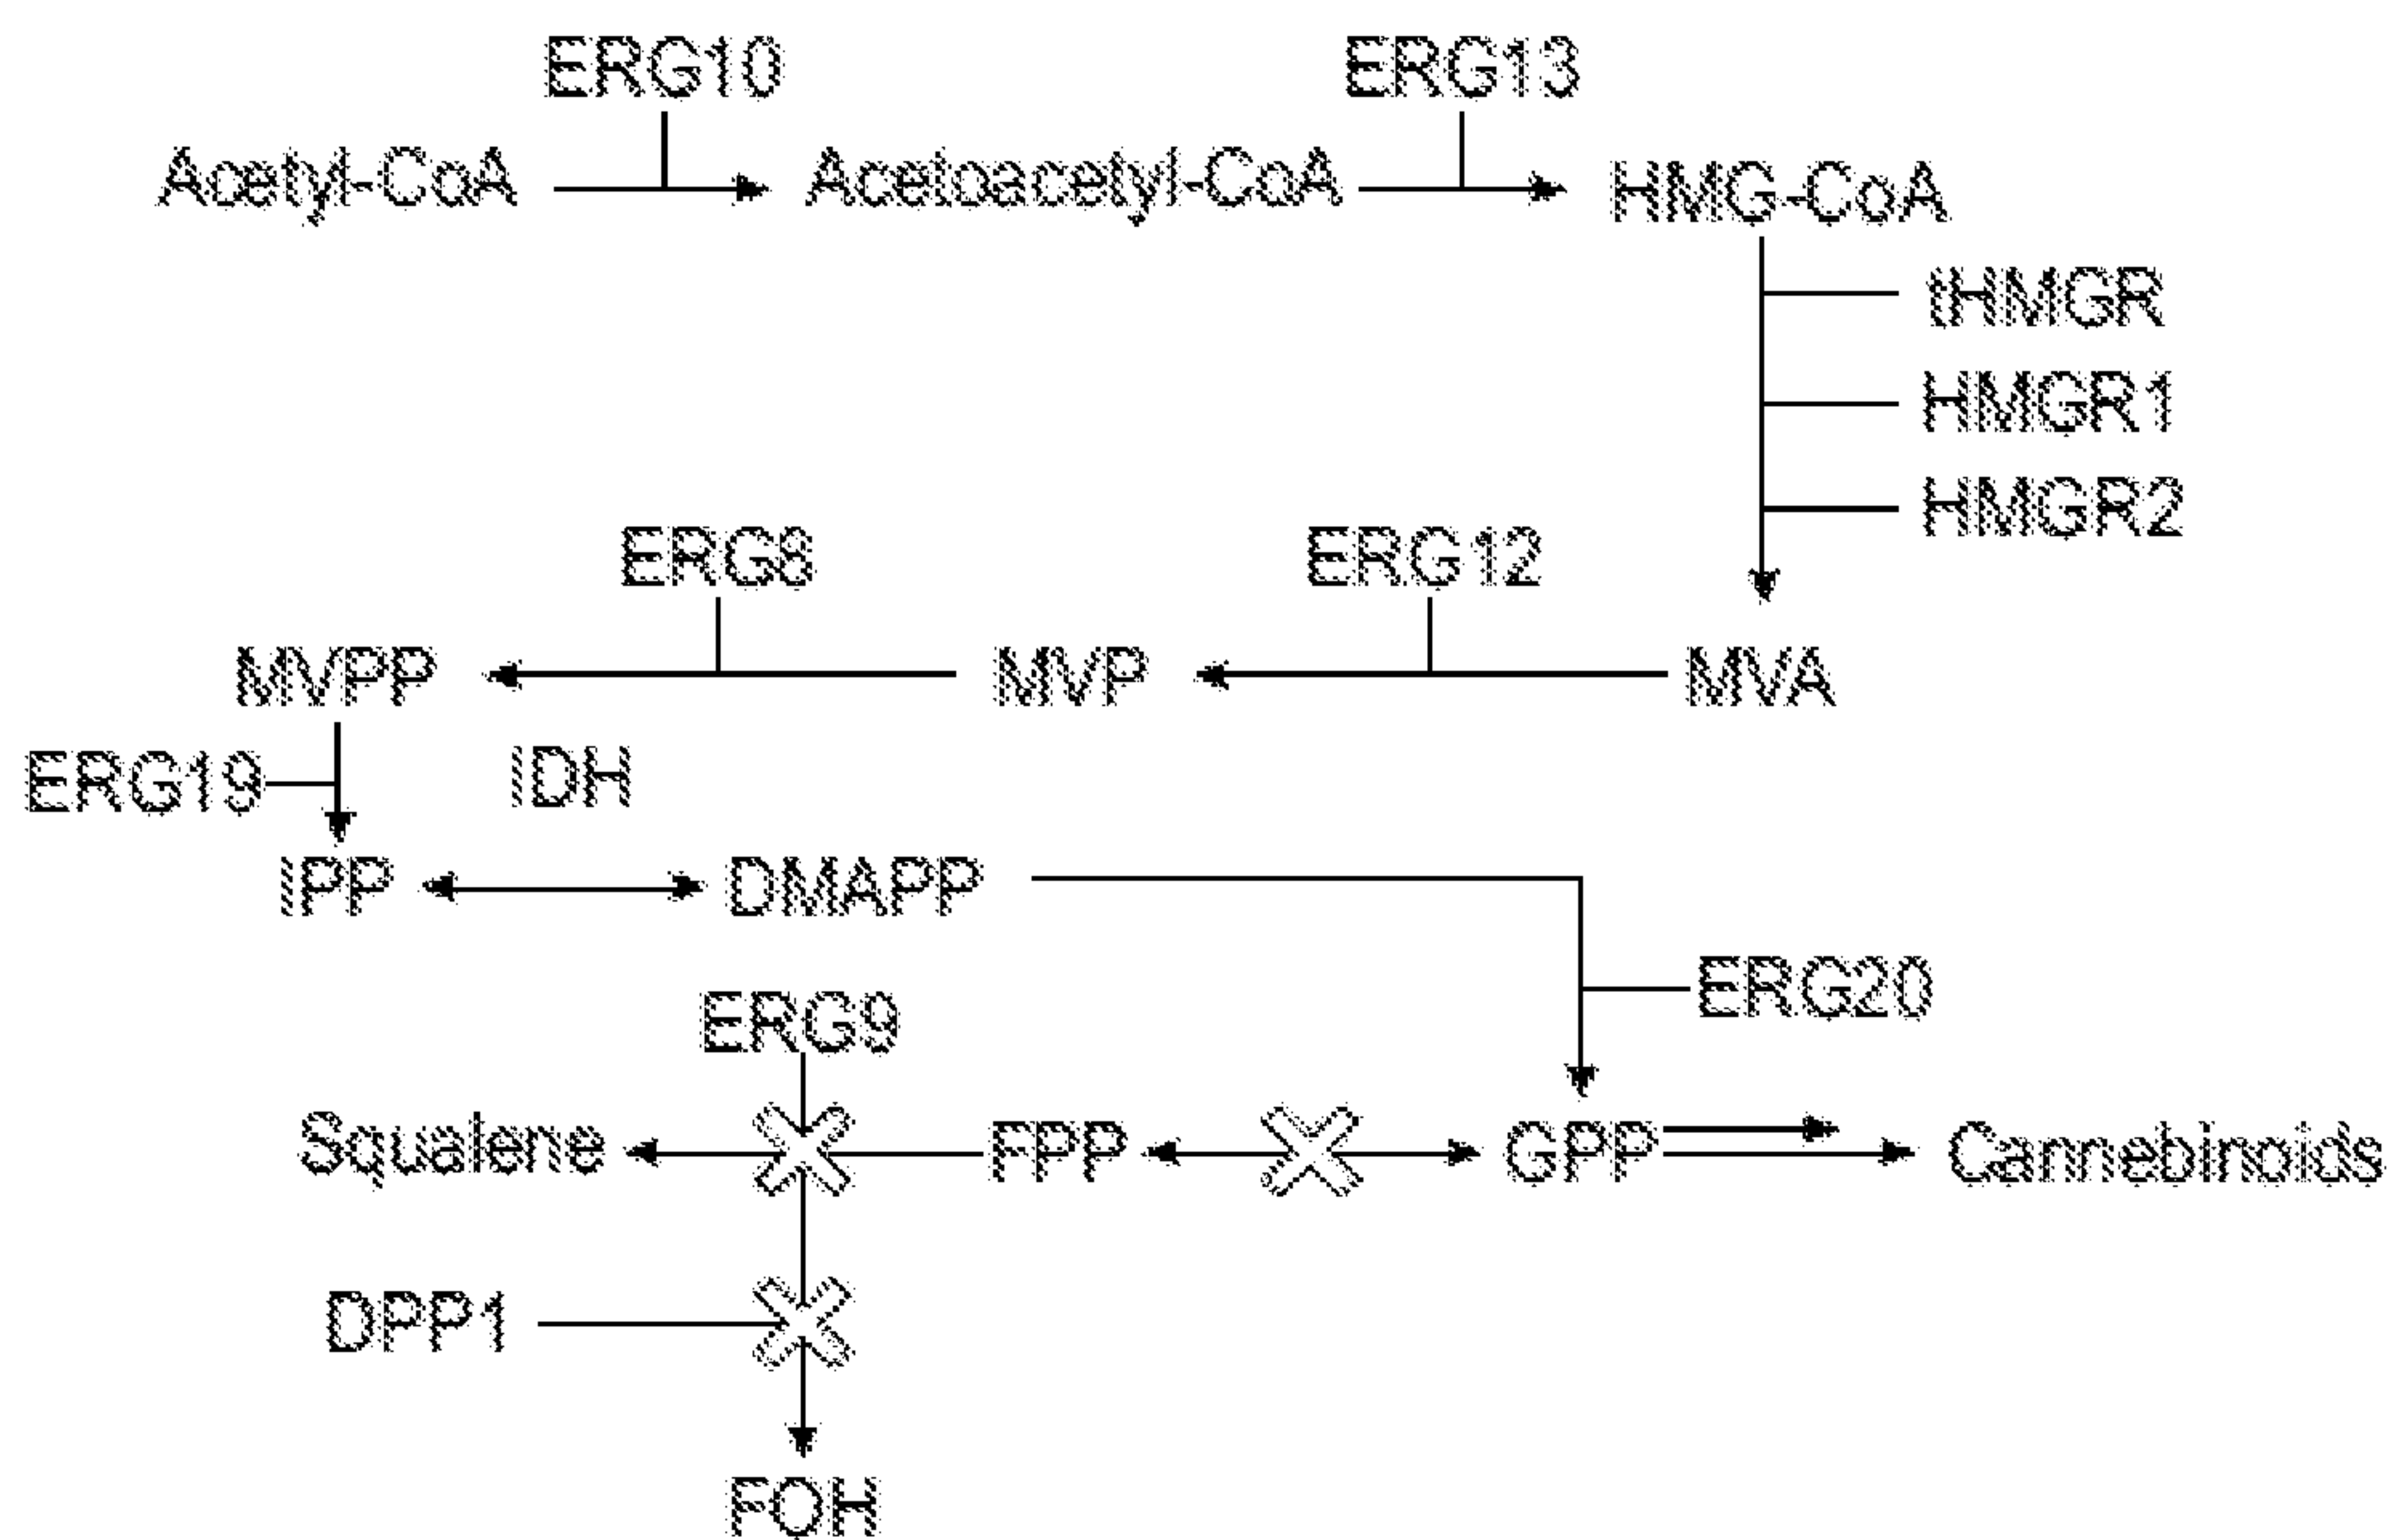 ERG10
ERG13
Acetyl-CoA
Acetoacetyl-CoA
HMG-CoA
tHMGR
HMGR1
HMGR2
ERG8
ERG12
MVPP
MVP
MVA
ERG19
IDH
IPP
DMAPP
ERG20
ERG9
Squalene
FPP
GPP
Cannebinoids
DPP1
FOH